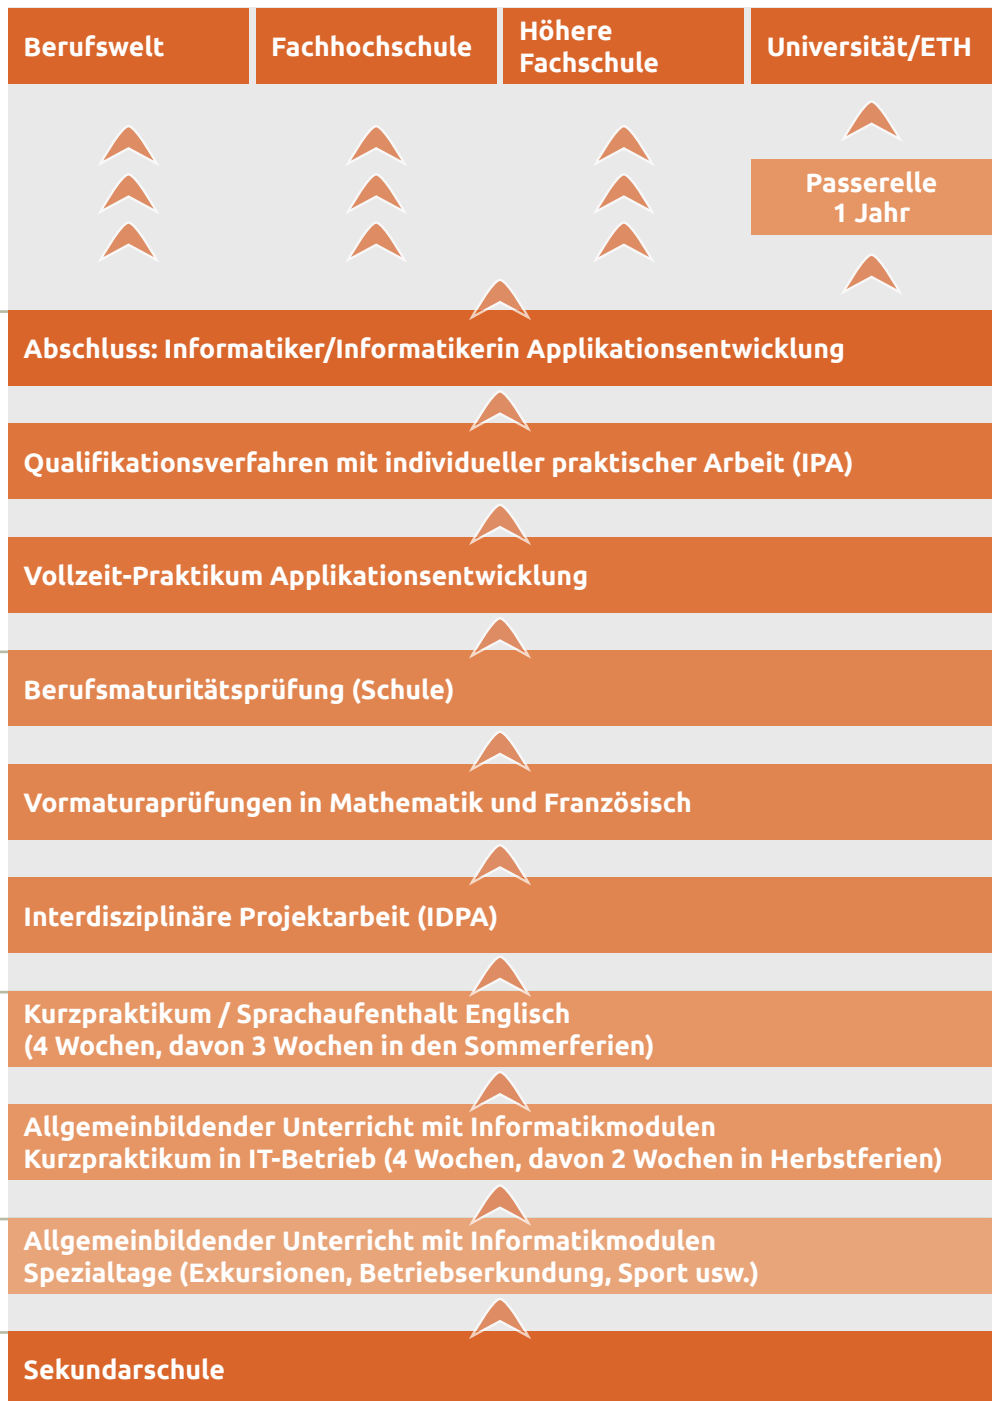 Berufswelt
Fachhochschule
Höhere
Fachschule
Universität/ETH
Passerelle
1 Jahr
Abschluss: Informatiker/Informatikerin Applikationsentwicklung
Qualifikationsverfahren mit individueller praktischer Arbeit (IPA)
Vollzeit-Praktikum Applikationsentwicklung
Berufsmaturitätsprüfung (Schule)
Vormaturaprüfungen in Mathematik und Französisch
Interdisziplinäre Projektarbeit (IDPA)
Kurzpraktikum / Sprachaufenthalt Englisch
(4 Wochen, davon 3 Wochen in den Sommerferien)
Allgemeinbildender Unterricht mit Informatikmodulen
Kurzpraktikum in IT-Betrieb (4 Wochen, davon 2 Wochen in Herbstferien)
Allgemeinbildender Unterricht mit Informatikmodulen
Spezialtage (Exkursionen, Betriebserkundung, Sport usw.)
Sekundarschule